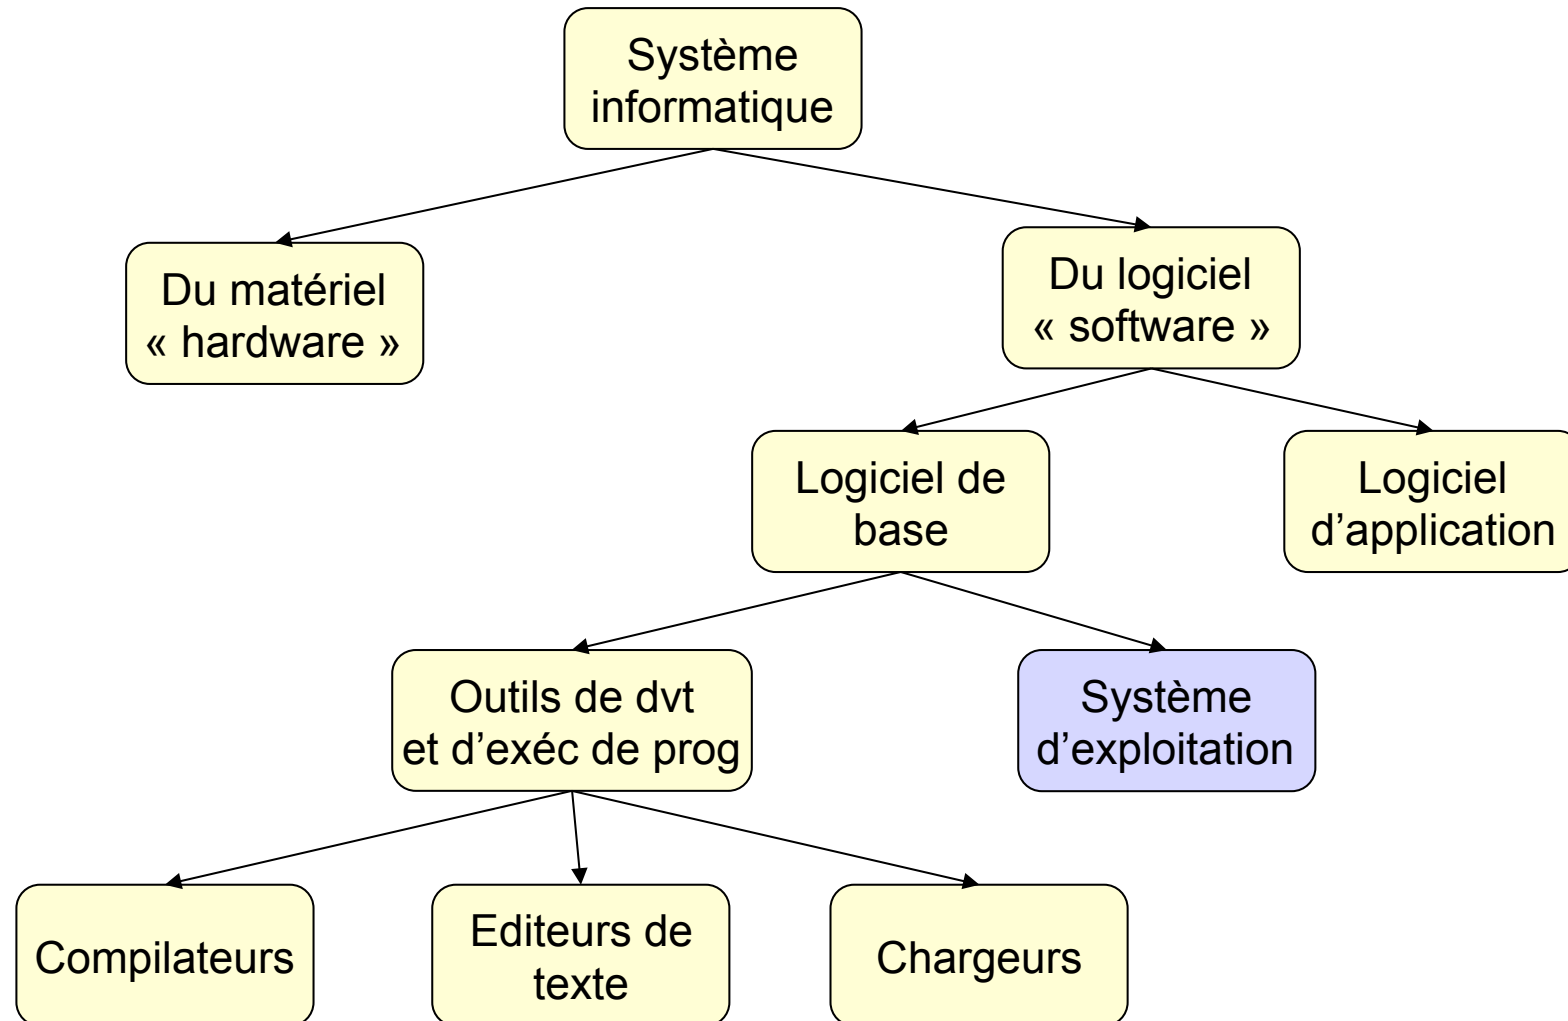 Système
informatique
Du matériel
« hardware »
Du logiciel
« software »
Logiciel de
base
Logiciel
d’application
Outils de dvt
et d’exéc de prog
Système
d’exploitation
Compilateurs
Editeurs de
texte
Chargeurs